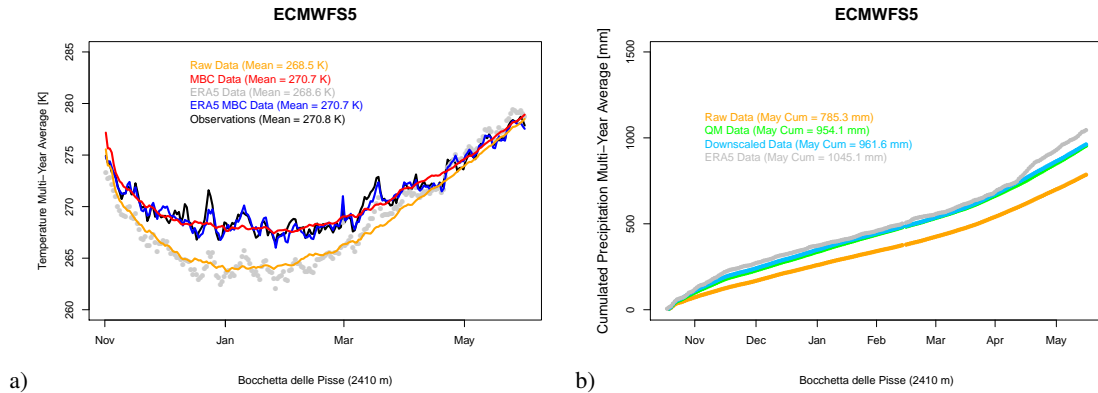 ECMWFS5
Temperature Multi−Year Average [K]
285
280
275
270
265
260
Raw Data (Mean = 268.5 K)
MBC Data (Mean = 270.7 K)
ERA5 Data (Mean = 268.6 K)
ERA5 MBC Data (Mean = 270.7 K)
Observations (Mean = 270.8 K)
Nov Jan Mar May
Bocchetta delle Pisse (2410 m)
a)
ECMWFS5
Cumulated Precipitation Multi−Year Average [mm]
1500
1000
500
0
Raw Data (May Cum = 785.3 mm)
QM Data (May Cum = 954.1 mm)
Downscaled Data (May Cum = 961.6 mm)
ERA5 Data (May Cum = 1045.1 mm)
Nov Dec Jan Feb Mar Apr May
Bocchetta delle Pisse (2410 m)
b)